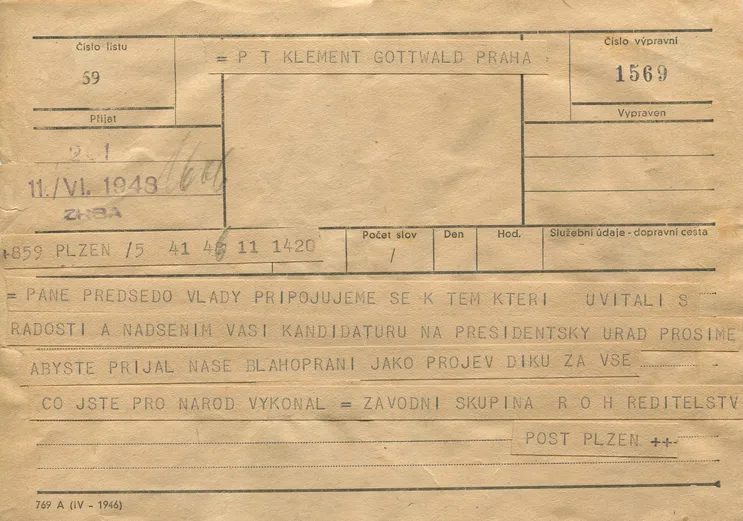 Číslo listu
= P T KLEMENT GOTTWALD PRAHA
Číslo výpravní
59
1569
Přijat
Vypraven
11./VI. 1948
+859 PLZEN /5 41 46 11 1420
Počet slov
Den
Hod.
Služební údaje - dopravní cesta
/
= PANE PREDSEDO VLADY PRIPOJUJEME SE K TEM KTERI UVITALI S
RADOSTI A NADSENIM VASI KANDIDATURU NA PRESIDENTSKY URAD PROSIME
ABYSTE PRIJAL NASE BLAHOPRANI JAKO PROJEV DIKU ZA VSE
CO JSTE PRO NAROD VYKONAL = ZAVODNI SKUPINA R O H REDITELSTV
POST PLZEN ++-
769 A (IV - 1946)